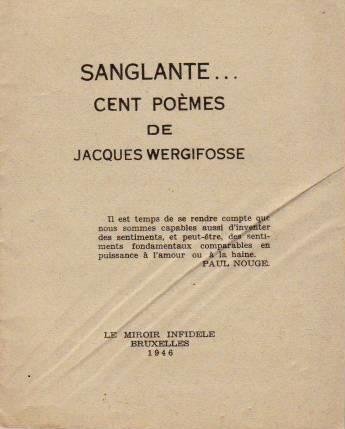 SANGLANTE...
CENT POÈMES
DE
JACQUES WERGIFOSSE
Il est temps de se rendre compte que
nous sommes capables aussi d'inventer
des sentiments, et peut-être, des senti-
ments fondamentaux comparables en
puissance à l'amour ou à la haine.
PAUL NOUGE.
LE MIROIR INFIDELE
BRUXELLES
1946